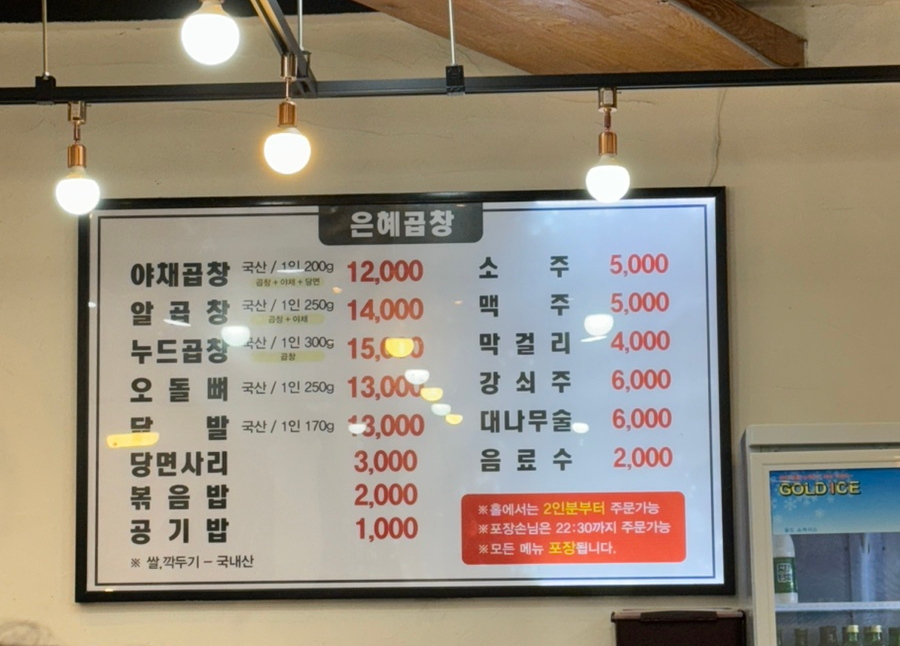 은혜곱창
야채곱창 국산 / 1인 200g 12,000
곱창 + 야채 + 당면
알곱창 국산 / 1인 250g 14,000
곱창 + 야채
누드곱창 국산 / 1인 300g
곱창
오돌뼈 국산 / 1인 250g 13,000
닭발 국산 / 1인 170g 13,000
당면사리 3,000
볶음밥 2,000
공기밥 1,000
※ 쌀,깍두기 – 국내산
소주 5,000
맥주 5,000
막걸리 4,000
강쇠주 6,000
대나무술 6,000
음료수 2,000
※홀에서는 2인분부터 주문가능
※포장손님은 22:30까지 주문가능
※모든 메뉴 포장됩니다.
GOLD ICE